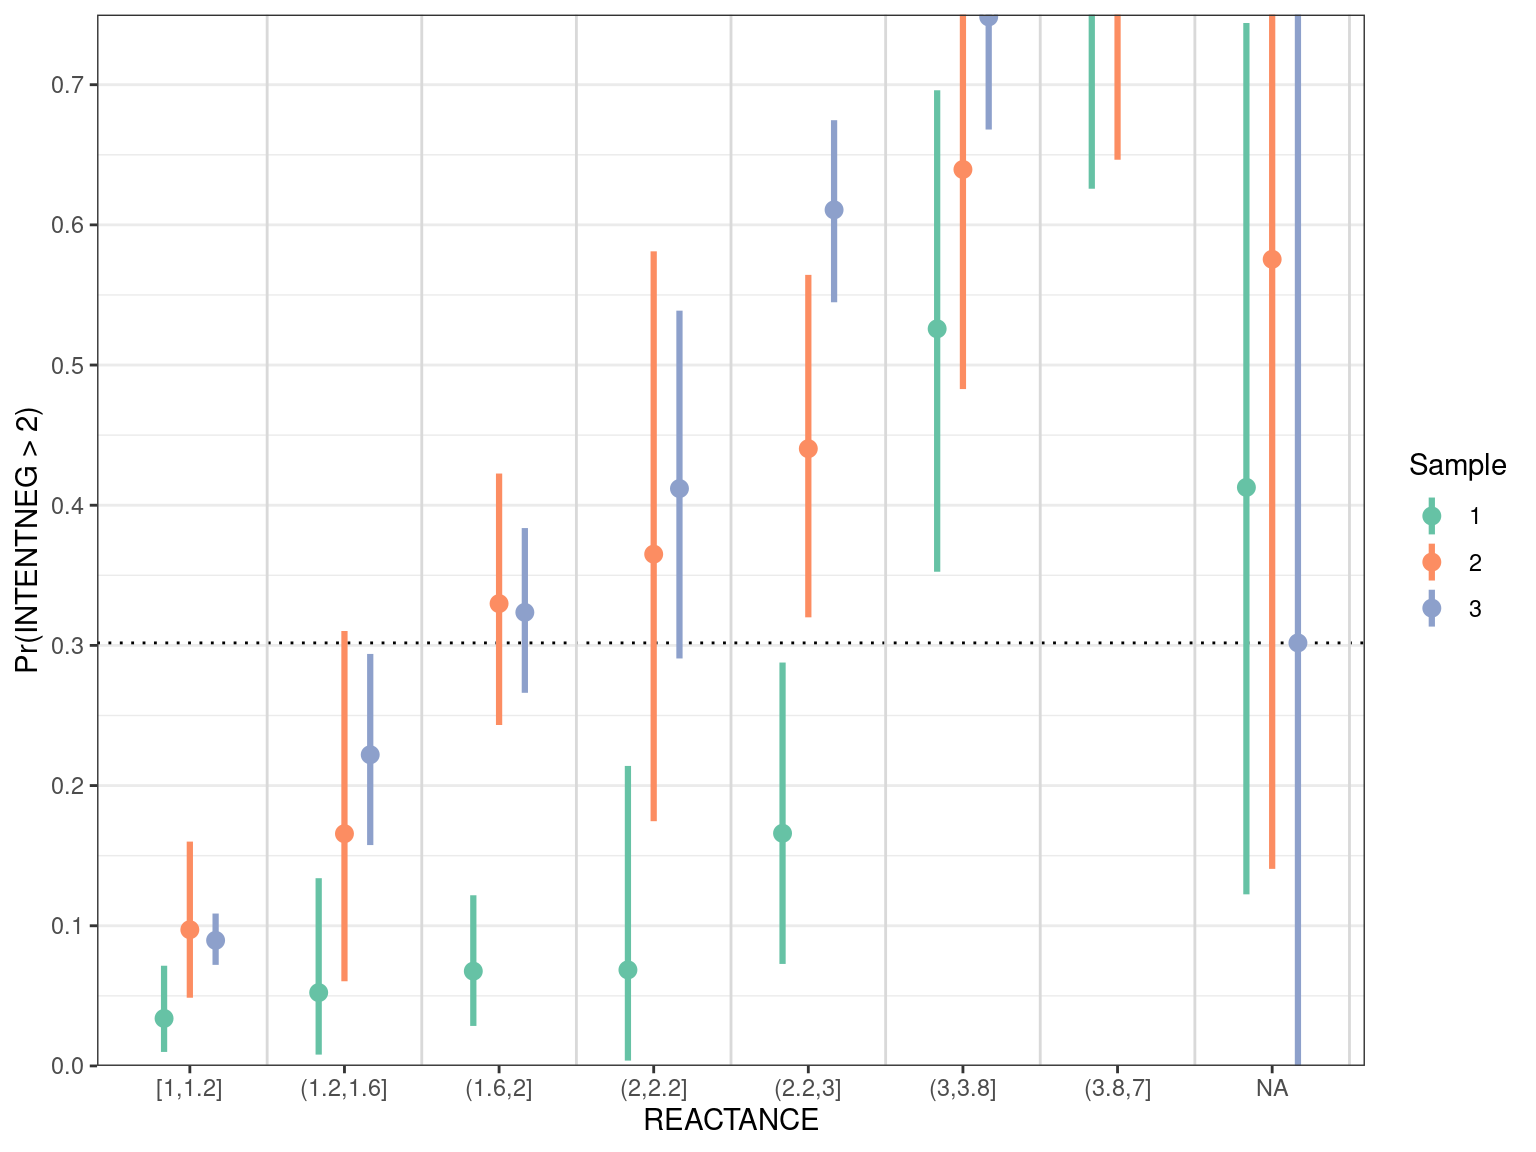 0.7
0.6
0.5
0.4
0.3
0.2
0.1
0.0
Pr(INTENTNEG > 2)
[1,1.2] (1.2,1.6] (1.6,2] (2,2.2] (2.2,3] (3,3.8] (3.8,7] NA
REACTANCE
Sample
1
2
3